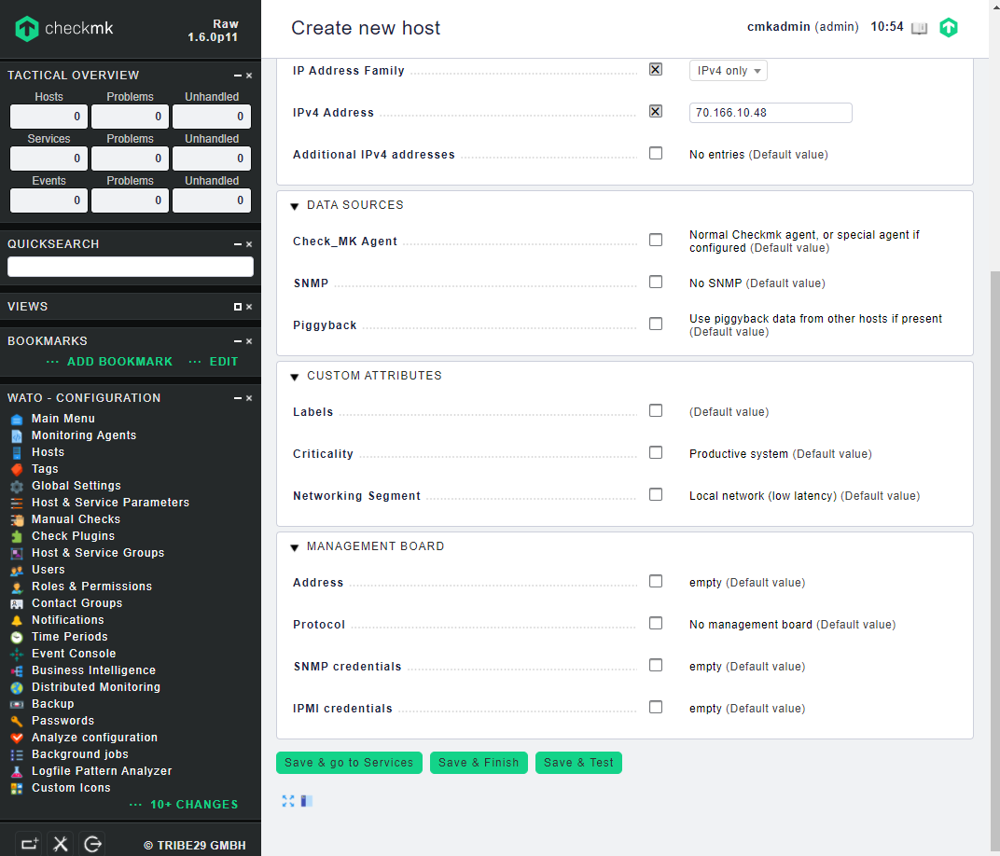 checkmk
Raw
1.6.0p11
TACTICAL OVERVIEW
Hosts Problems Unhandled
0 0 0
Services Problems Unhandled
0 0 0
Events Problems Unhandled
0 0 0
QUICKSEARCH
VIEWS
BOOKMARKS
ADD BOOKMARK EDIT
WATO - CONFIGURATION
Main Menu
Monitoring Agents
Hosts
Tags
Global Settings
Host & Service Parameters
Manual Checks
Check Plugins
Host & Service Groups
Users
Roles & Permissions
Contact Groups
Notifications
Time Periods
Event Console
Business Intelligence
Distributed Monitoring
Backup
Passwords
Analyze configuration
Background jobs
Logfile Pattern Analyzer
Custom Icons
10+ CHANGES
© TRIBE29 GMBH
Create new host
cmkadmin (admin) 10:54
IP Address Family IPv4 only
IPv4 Address 70.166.10.48
Additional IPv4 addresses No entries (Default value)
DATA SOURCES
Check_MK Agent Normal Checkmk agent, or special agent if
configured (Default value)
SNMP No SNMP (Default value)
Piggyback Use piggyback data from other hosts if present
(Default value)
CUSTOM ATTRIBUTES
Labels (Default value)
Criticality Productive system (Default value)
Networking Segment Local network (low latency) (Default value)
MANAGEMENT BOARD
Address empty (Default value)
Protocol No management board (Default value)
SNMP credentials empty (Default value)
IPMI credentials empty (Default value)
Save & go to Services Save & Finish Save & Test